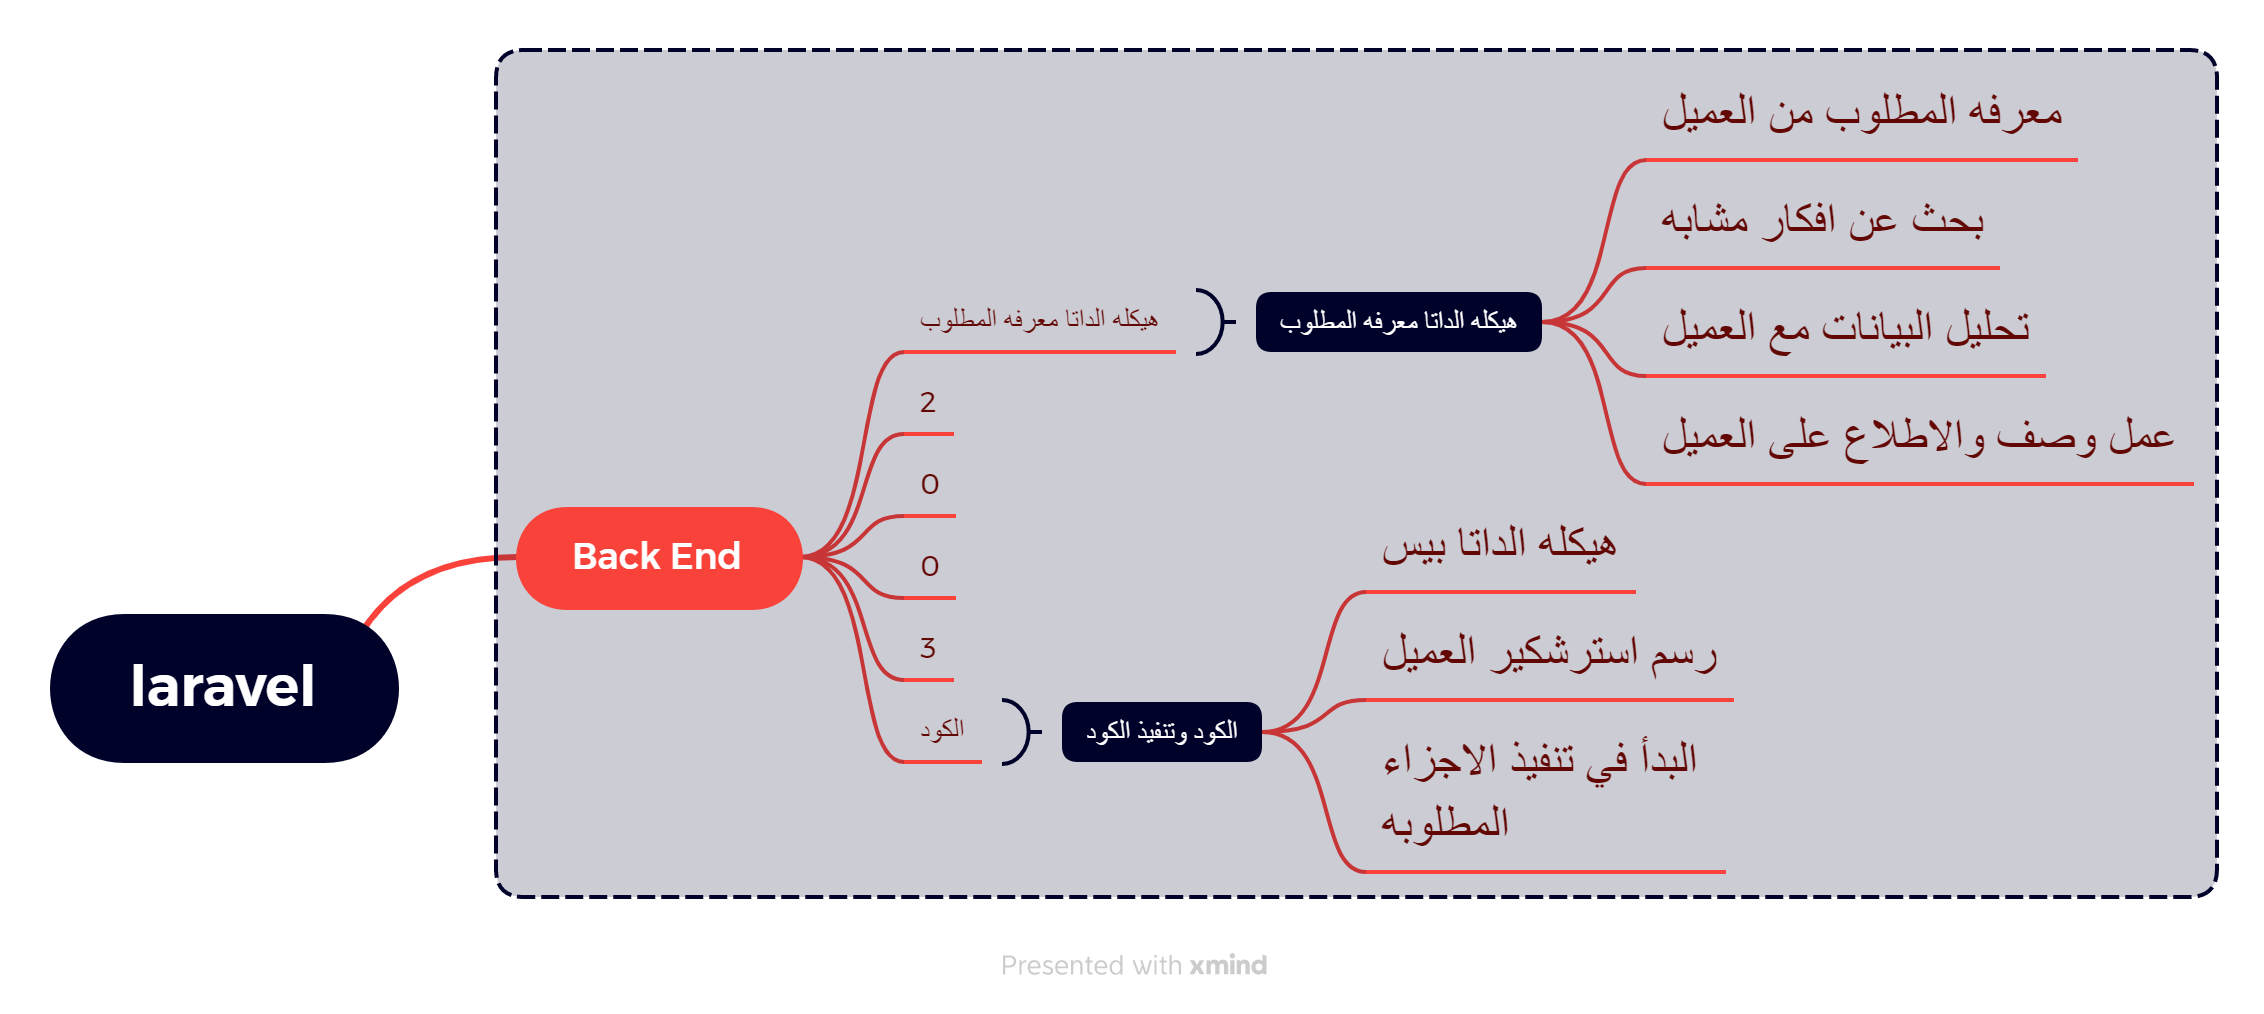 laravel
Back End
هيكله الداتا معرفه المطلوب
هيكله الداتا معرفه المطلوب
معرفه المطلوب من العميل
بحث عن افكار مشابه
تحليل البيانات مع العميل
عمل وصف والاطلاع على العميل
2
0
0
3
الكود
الكود وتنفيذ الكود
هيكله الداتا بيس
رسم استرشكير العميل
البدأ في تنفيذ الاجزاء
المطلوبه
Presented with xmind